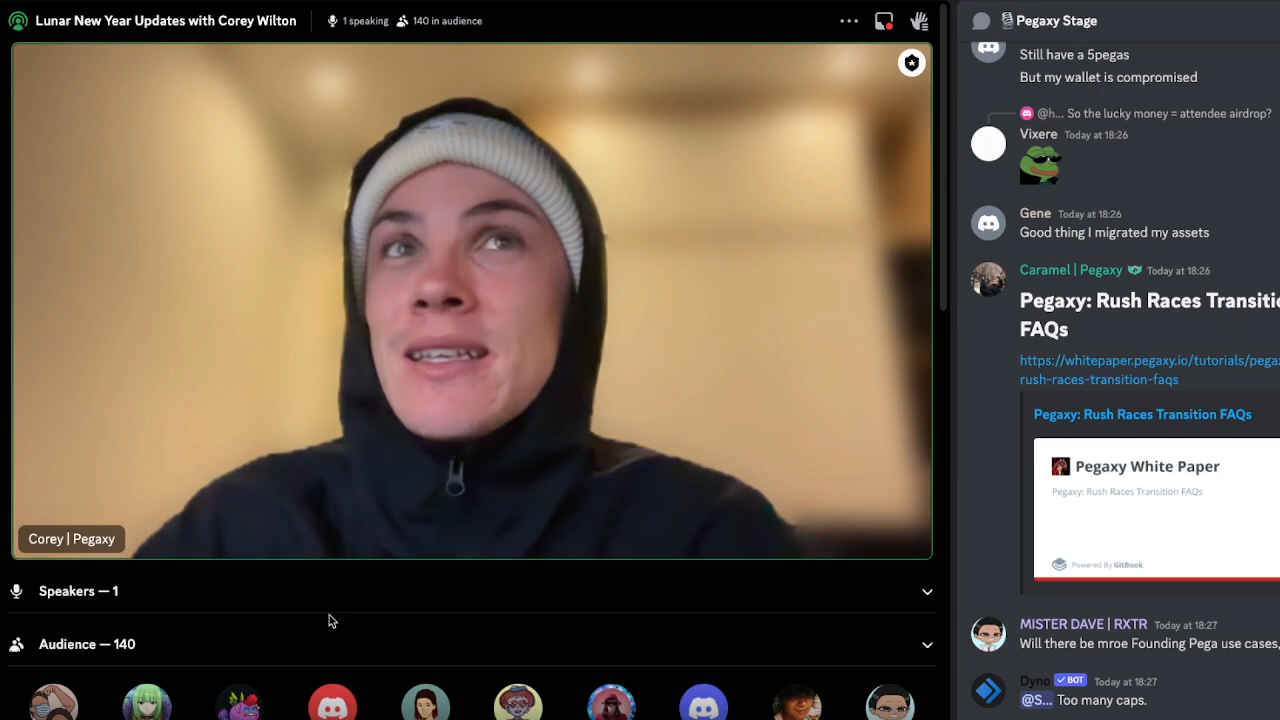 Lunar New Year Updates with Corey Wilton
1 speaking
140 in audience
Corey | Pegaxy
Speakers — 1
Audience — 140
Pegaxy Stage
Still have a 5pegas
But my wallet is compromised
@h... So the lucky money = attendee airdrop?
Vixere Today at 18:26
Gene Today at 18:26
Good thing I migrated my assets
Caramel | Pegaxy Today at 18:26
Pegaxy: Rush Races Transitio
FAQs
https://whitepaper.pegaxy.io/tutorials/pega
rush-races-transition-faqs
Pegaxy: Rush Races Transition FAQs
Pegaxy White Paper
Pegaxy: Rush Races Transition FAQs
Powered By GitBook
MISTER DAVE | RXTR Today at 18:27
Will there be mroe Founding Pega use cases,
Dyno BOT Today at 18:27
@S... Too many caps.